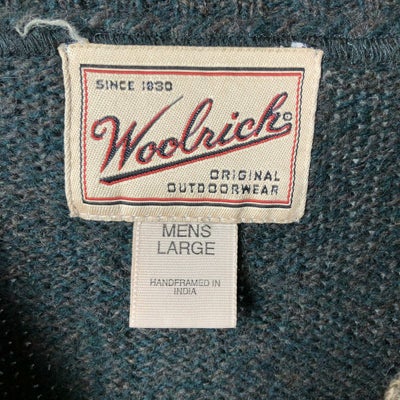 SINCE 1830
Woolrich©
ORIGINAL
OUTDOORWEAR
MENS
LARGE
HANDFRAMED IN
INDIA